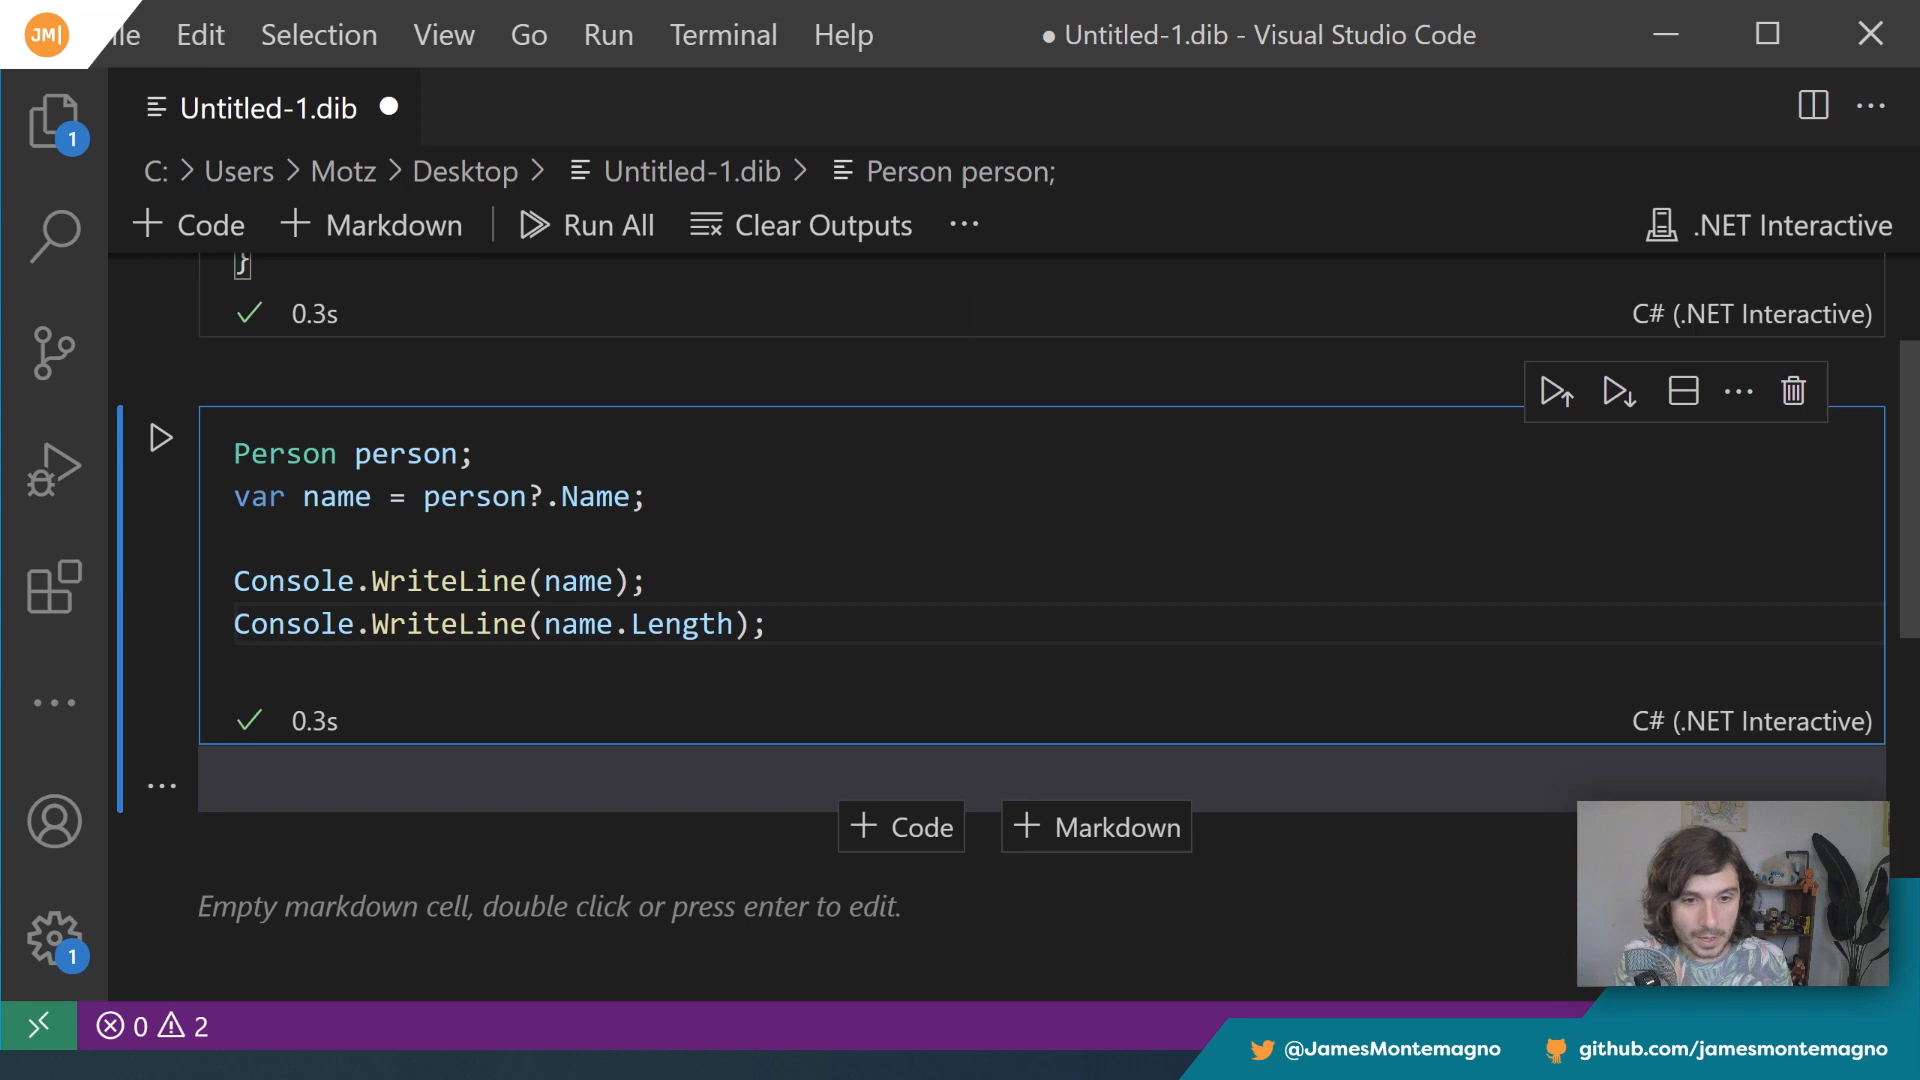 JM|
le Edit Selection View Go Run Terminal Help
● Untitled-1.dib - Visual Studio Code
Untitled-1.dib
C: > Users > Motz > Desktop > Untitled-1.dib > Person person;
+ Code + Markdown Run All Clear Outputs ... .NET Interactive
}
0.3s C# (.NET Interactive)
Person person;
var name = person?.Name;
Console.WriteLine(name);
Console.WriteLine(name.Length);
0.3s C# (.NET Interactive)
+ Code + Markdown
Empty markdown cell, double click or press enter to edit.
1
1
0 2
@JamesMontemagno github.com/jamesmontemagno